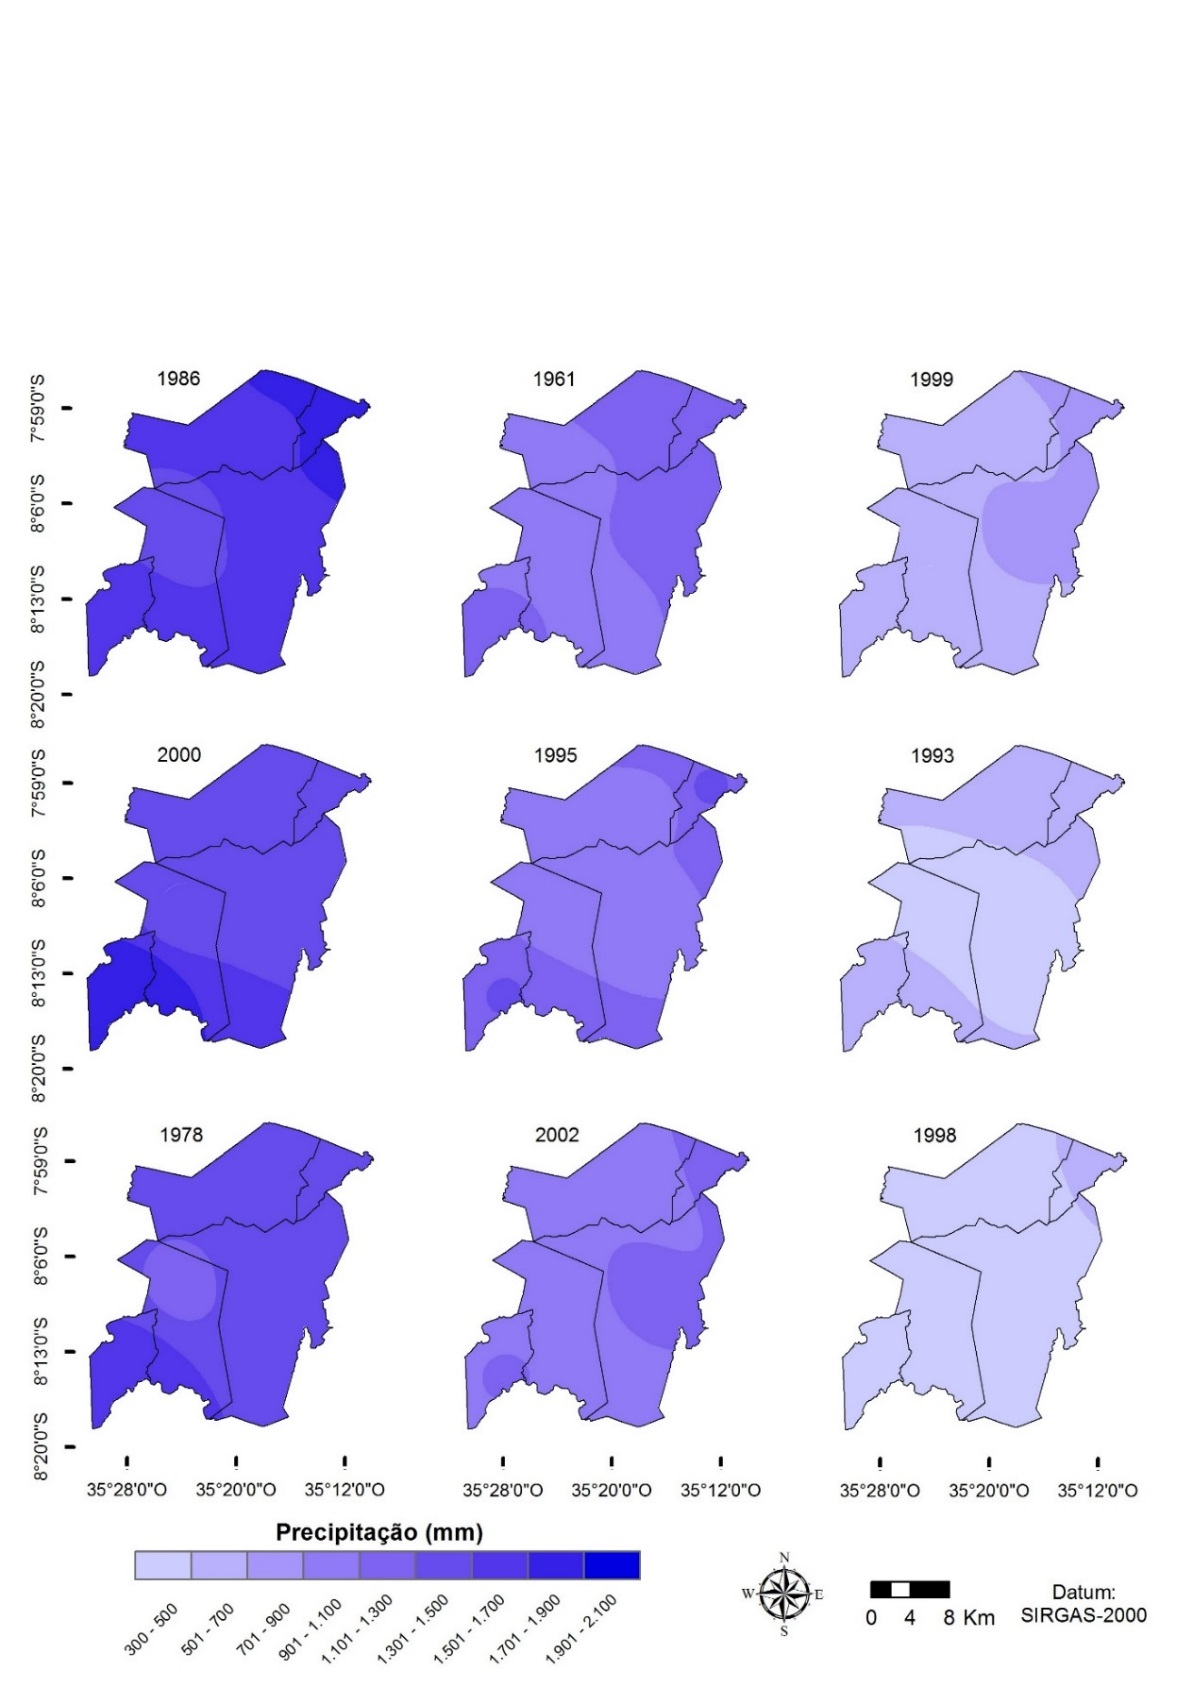 1986
1961
1999
7°59'0"S
8°6'0"S
8°13'0"S
8°20'0"S
2000
1995
1993
7°59'0"S
8°6'0"S
8°13'0"S
8°20'0"S
1978
2002
1998
7°59'0"S
8°6'0"S
8°13'0"S
8°20'0"S
35°28'0"O 35°20'0"O 35°12'0"O
35°28'0"O 35°20'0"O 35°12'0"O
35°28'0"O 35°20'0"O 35°12'0"O
Precipitação (mm)
300 - 500
501 - 700
701 - 900
901 - 1.100
1.101 - 1.300
1.301 - 1.500
1.501 - 1.700
1.701 - 1.900
1.901 - 2.100
N
W E
S
0 4 8 Km
Datum:
SIRGAS-2000